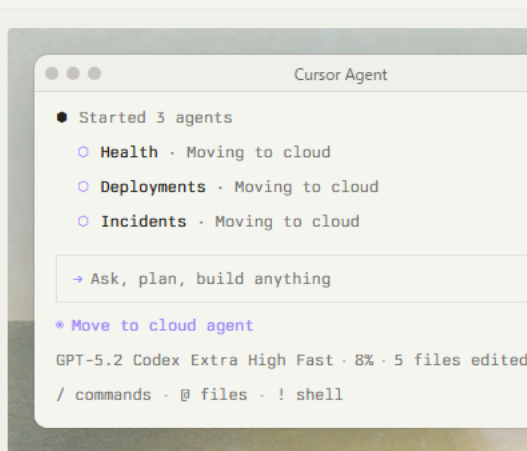 Cursor Agent
Started 3 agents
Health · Moving to cloud
Deployments · Moving to cloud
Incidents · Moving to cloud
→ Ask, plan, build anything
Move to cloud agent
GPT-5.2 Codex Extra High Fast · 8% · 5 files edited
/ commands · @ files · ! shell